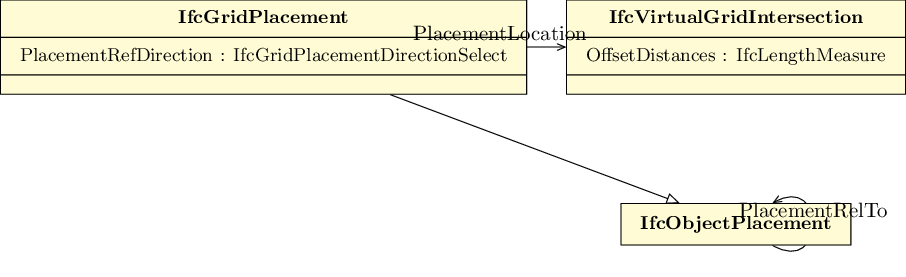 IfcGridPlacement
PlacementRefDirection : IfcGridPlacementDirectionSelect
PlacementLocation
IfcVirtualGridIntersection
OffsetDistances : IfcLengthMeasure
PlacementRelTo
IfcObjectPlacement